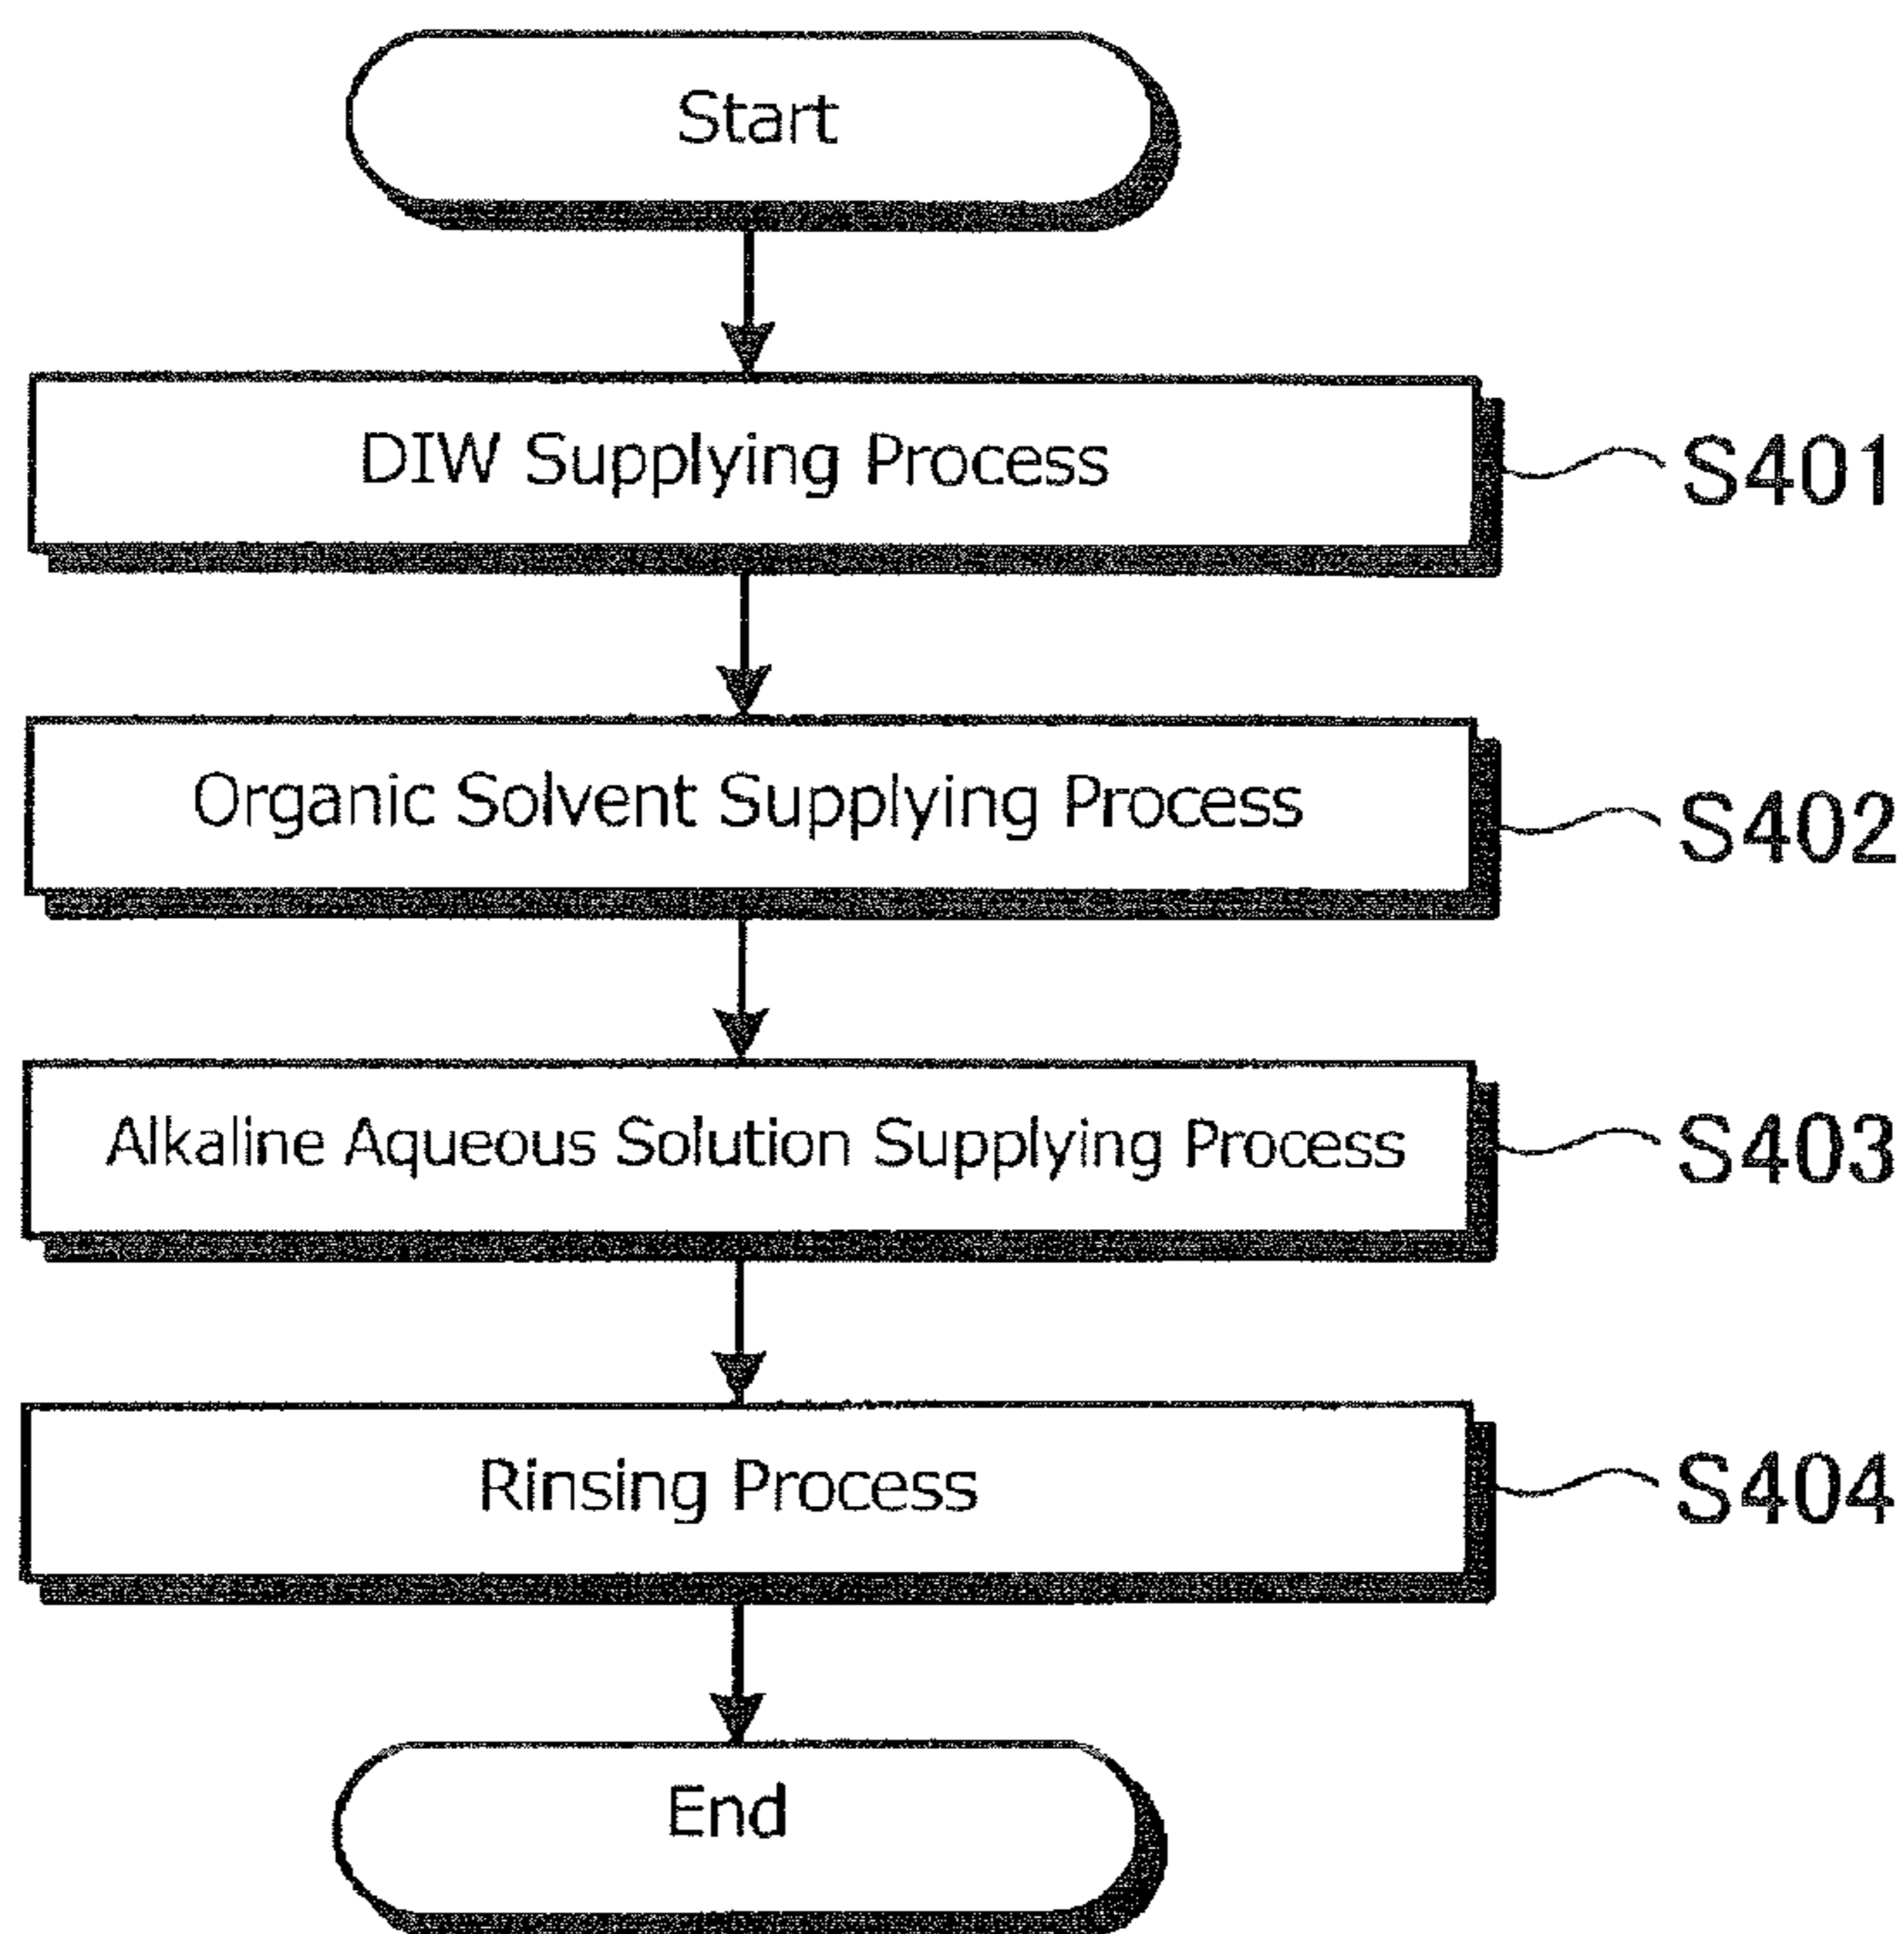 Start
DIW Supplying Process
S401
Organic Solvent Supplying Process
S402
Alkaline Aqueous Solution Supplying Process
S403
Rinsing Process
S404
End